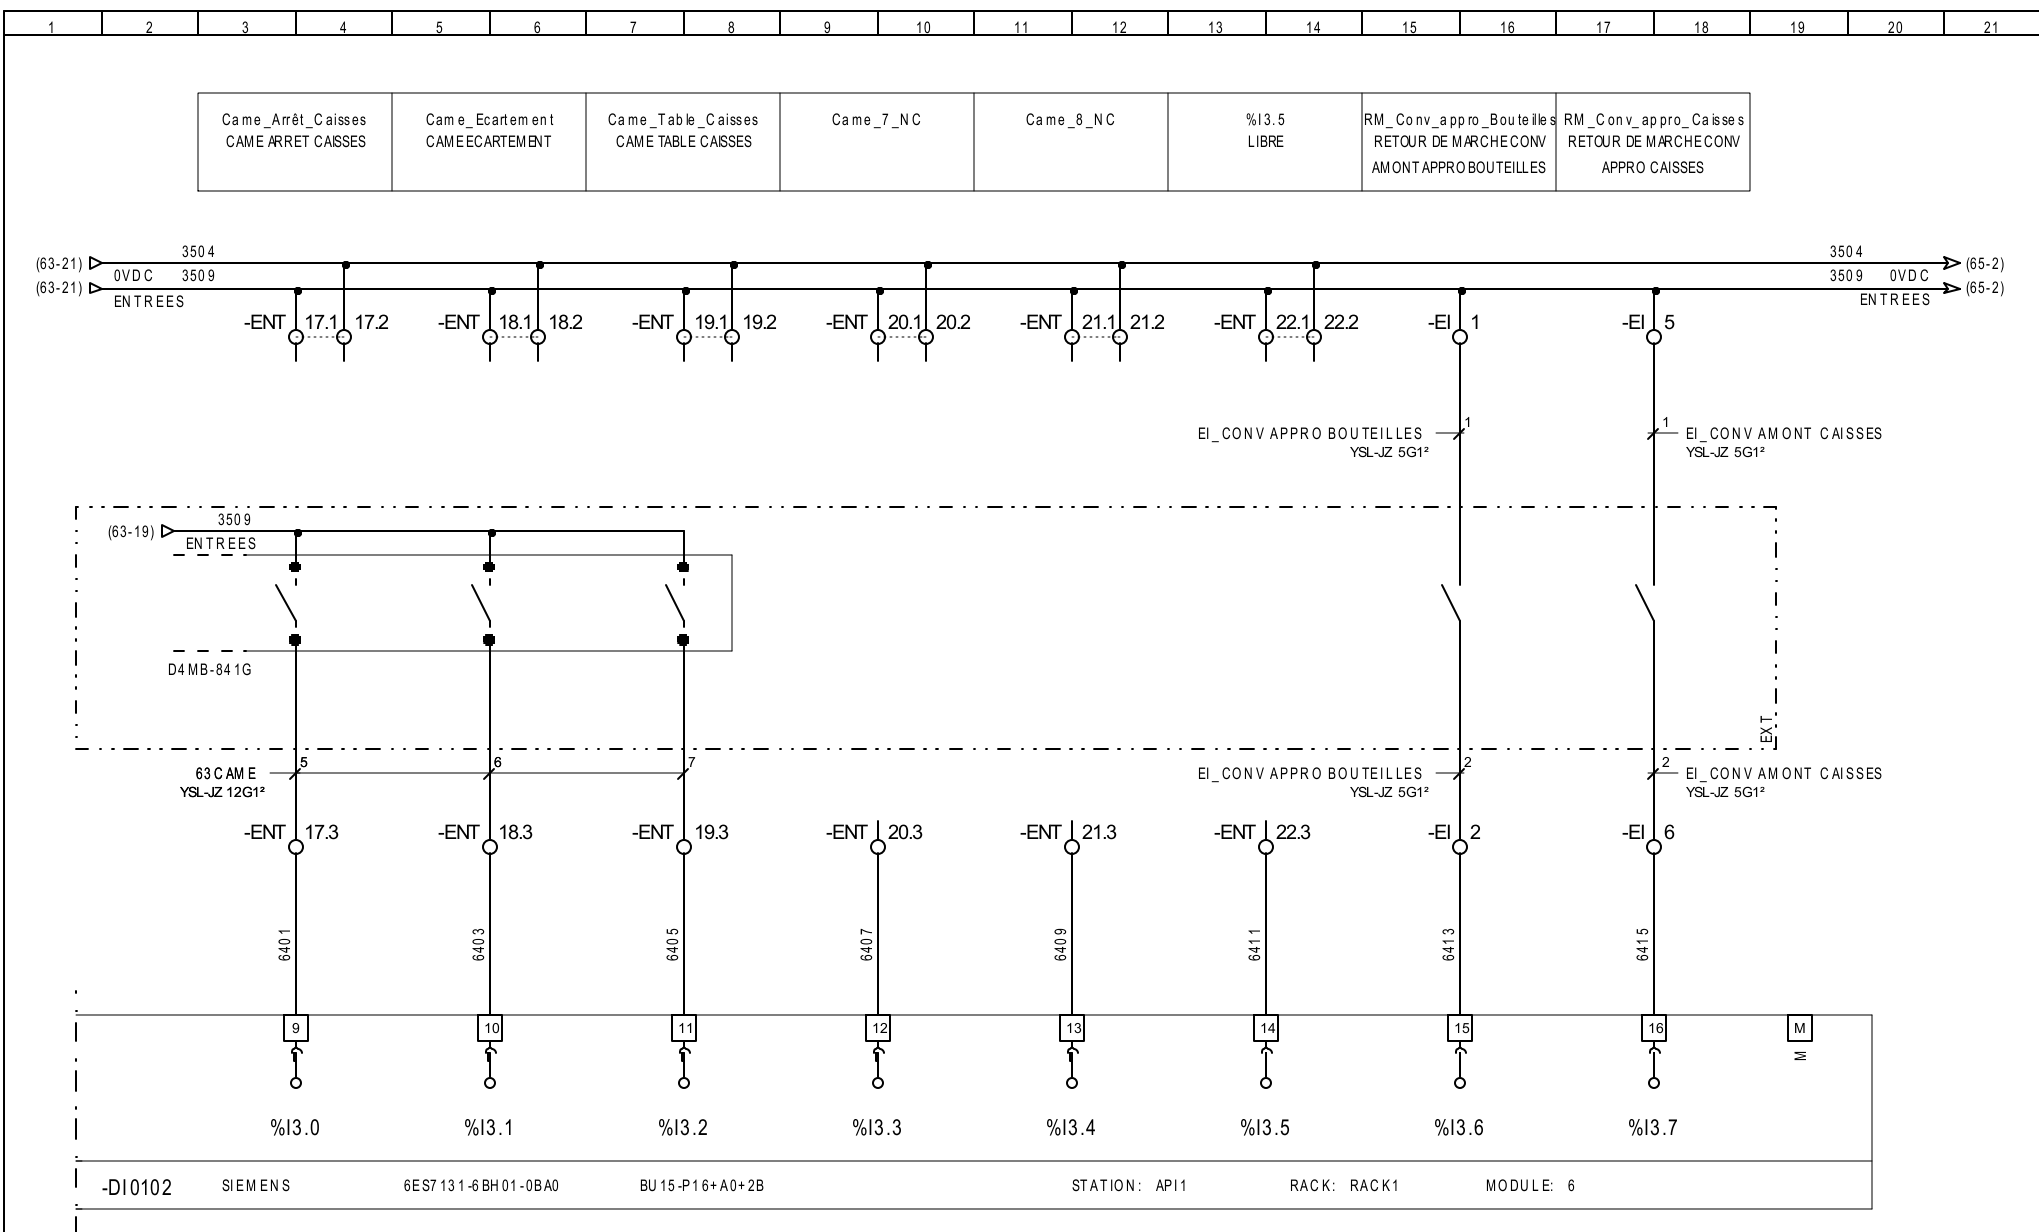 1 2 3 4 5 6 7 8 9 10 11 12 13 14 15 16 17 18 19 20 21
Came_Arrêt_Caisses
CAME ARRET CAISSES
Came_Ecartement
CAME ECARTEMENT
Came_Table_Caisses
CAME TABLE CAISSES
Came_7_NC
Came_8_NC
%I3.5
LIBRE
RM_Conv_appro_Bouteilles
RETOUR DE MARCHE CONV
AMONT APPRO BOUTEILLES
RM_Conv_appro_Caisses
RETOUR DE MARCHE CONV
APPRO CAISSES
3504 3504
(63-21) (65-2)
0VDC 3509 3509 0VDC
(63-21) (65-2)
ENTREES ENTREES
-ENT 17.1 17.2 -ENT 18.1 18.2 -ENT 19.1 19.2 -ENT 20.1 20.2 -ENT 21.1 21.2 -ENT 22.1 22.2 -EI 1 -EI 5
1 1
EI_CONV APPRO BOUTEILLES EI_CONV AMONT CAISSES
YSL-JZ 5G1² YSL-JZ 5G1²
3509
(63-19)
ENTREES
D4MB-841G
EXT
5 6 7 2 2
63CAME EI_CONV APPRO BOUTEILLES EI_CONV AMONT CAISSES
YSL-JZ 12G1² YSL-JZ 5G1² YSL-JZ 5G1²
-ENT 17.3 -ENT 18.3 -ENT 19.3 -ENT 20.3 -ENT 21.3 -ENT 22.3 -EI 2 -EI 6
6401 6403 6405 6407 6409 6411 6413 6415
9 10 11 12 13 14 15 16 M
M
%I3.0 %I3.1 %I3.2 %I3.3 %I3.4 %I3.5 %I3.6 %I3.7
-DI0102 SIEMENS 6ES7131-6BH01-0BA0 BU15-P16+A0+2B STATION: API1 RACK: RACK1 MODULE: 6